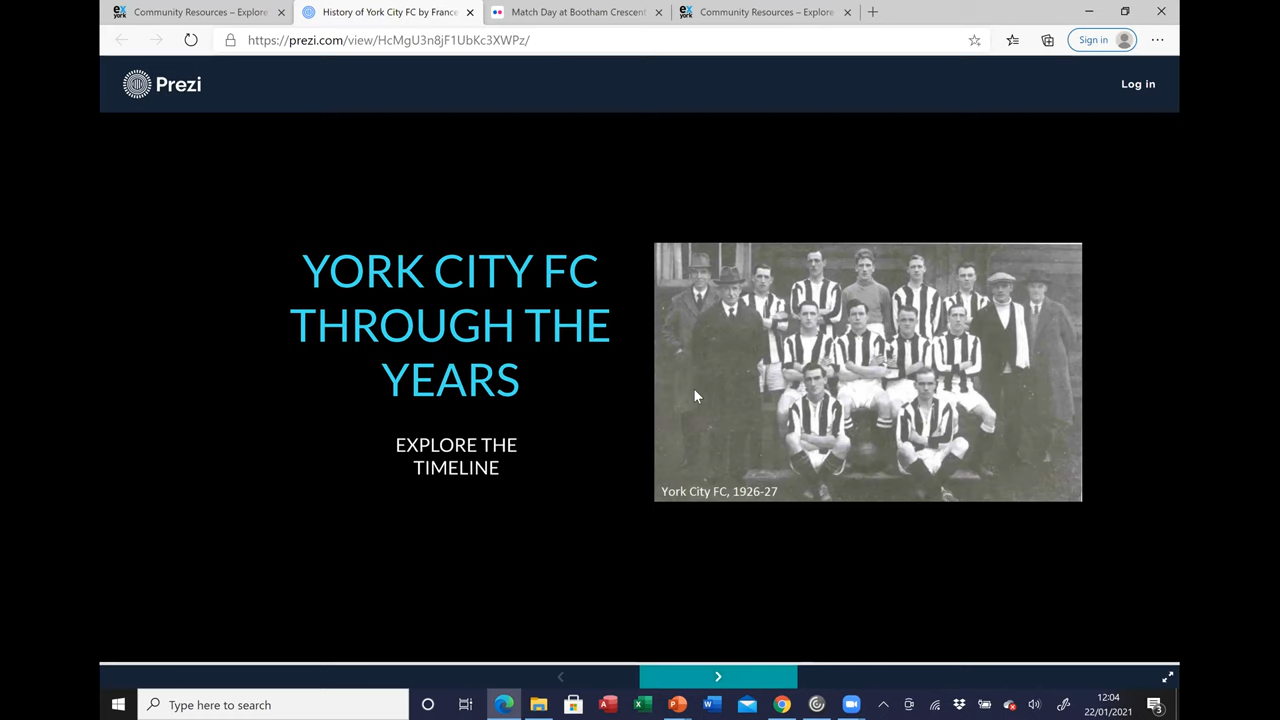 Community Resources – Explore
History of York City FC by France
Match Day at Bootham Crescent
Community Resources – Explore
https://prezi.com/view/HcMgU3n8jF1UbKc3XWPz/
Sign in
Prezi
Log in
YORK CITY FC
THROUGH THE
YEARS
EXPLORE THE
TIMELINE
York City FC, 1926-27
Type here to search
12:04
22/01/2021
3